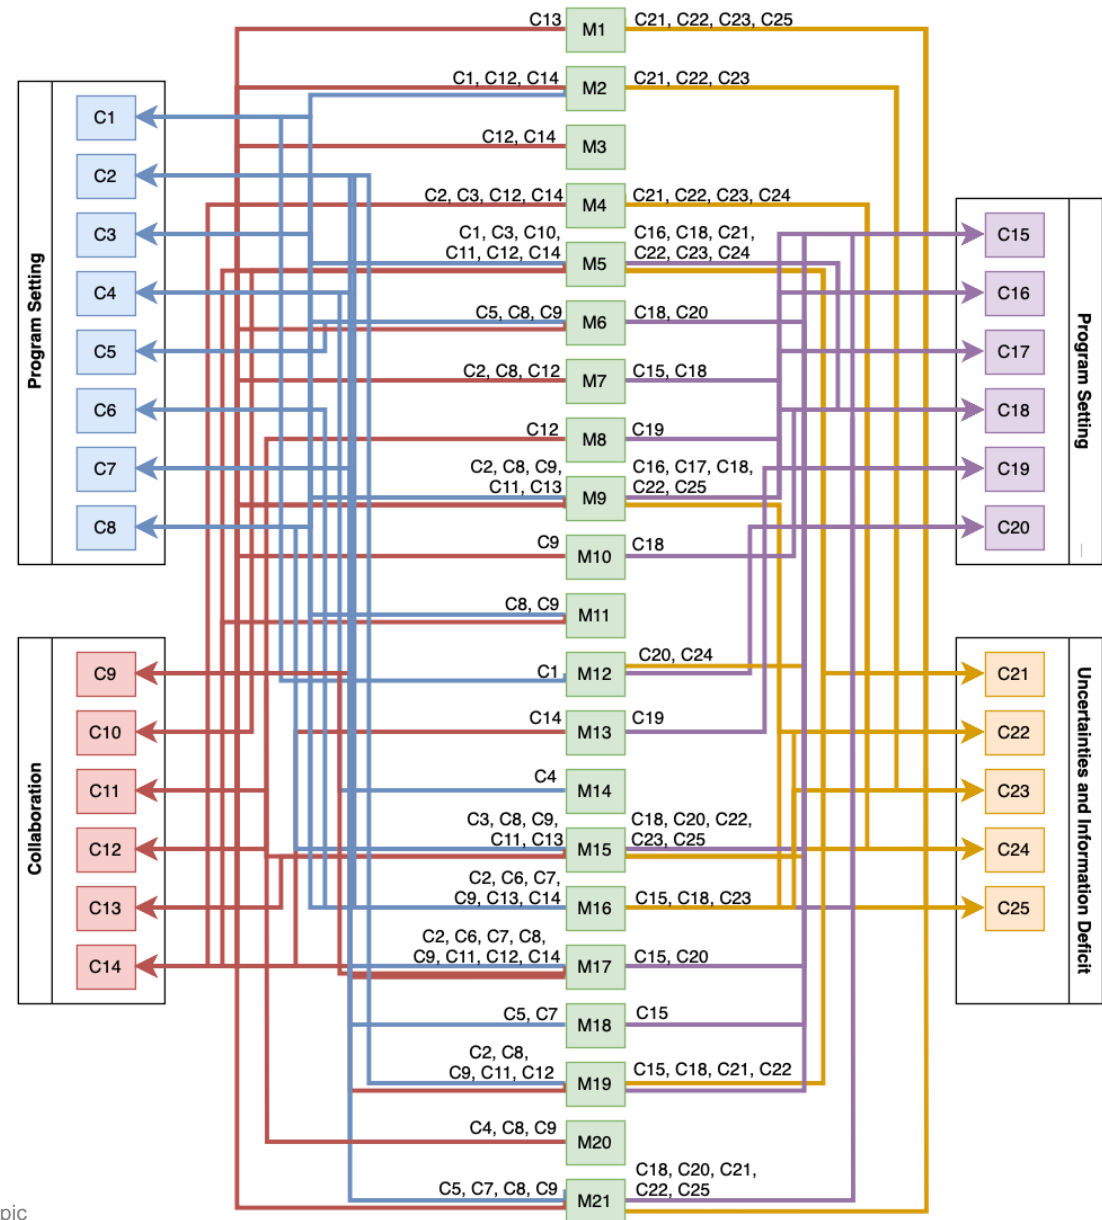 C13 M1 C21, C22, C23, C25
C1, C12, C14 M2 C21, C22, C23
C12, C14 M3
C2, C3, C12, C14 M4 C21, C22, C23, C24
C1, C3, C10,
C11, C12, C14 M5 C16, C18, C21,
C22, C23, C24
C5, C8, C9 M6 C18, C20
C2, C8, C12 M7 C15, C18
C12 M8 C19
C2, C8, C9,
C11, C13 M9 C16, C17, C18,
C22, C25
C9 M10 C18
C8, C9 M11
C1 M12 C20, C24
C14 M13 C19
C4 M14
C3, C8, C9,
C11, C13 M15 C18, C20, C22,
C23, C25
C2, C6, C7,
C9, C13, C14 M16 C15, C18, C23
C2, C6, C7, C8,
C9, C11, C12, C14 M17 C15, C20
C5, C7 M18 C15
C2, C8,
C9, C11, C12 M19 C15, C18, C21, C22
C4, C8, C9 M20
C5, C7, C8, C9 M21 C18, C20, C21,
C22, C25
Program Setting
C1
C2
C3
C4
C5
C6
C7
C8
Collaboration
C9
C10
C11
C12
C13
C14
Program Setting
C15
C16
C17
C18
C19
C20
Uncertainties and Information Deficit
C21
C22
C23
C24
C25
pic